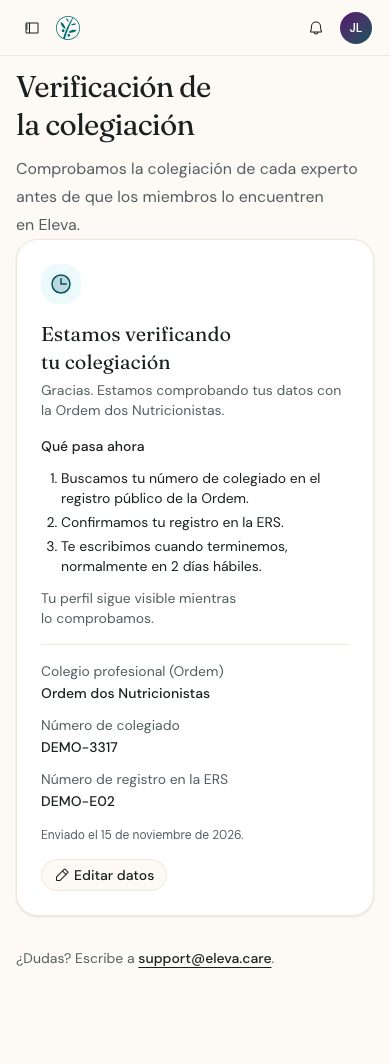 JL
Verificación de
la colegiación
Comprobamos la colegiación de cada experto
antes de que los miembros lo encuentren
en Eleva.
Estamos verificando
tu colegiación
Gracias. Estamos comprobando tus datos con
la Ordem dos Nutricionistas.
Qué pasa ahora
1. Buscamos tu número de colegiado en el
registro público de la Ordem.
2. Confirmamos tu registro en la ERS.
3. Te escribimos cuando terminemos,
normalmente en 2 días hábiles.
Tu perfil sigue visible mientras
lo comprobamos.
Colegio profesional (Ordem)
Ordem dos Nutricionistas
Número de colegiado
DEMO-3317
Número de registro en la ERS
DEMO-E02
Enviado el 15 de noviembre de 2026.
Editar datos
¿Dudas? Escribe a support@eleva.care.